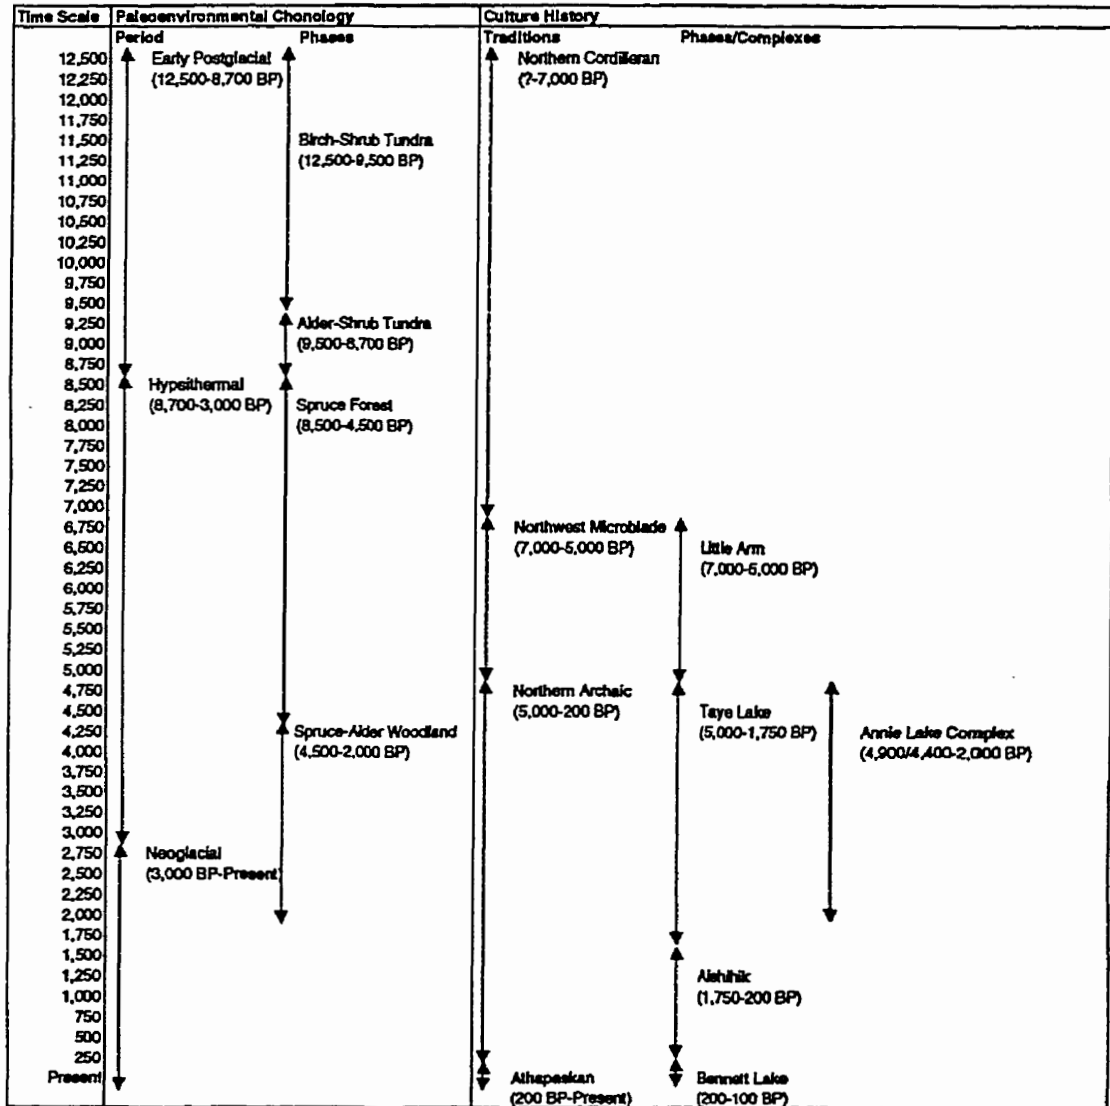 Time Scale Paleoenvironmental Chonology Culture History
Period Phases Traditions Phases/Complexes
12,500 Early Postglacial Northern Cordilleran
12,250 (12,500-8,700 BP) (?-7,000 BP)
12,000
11,750
11,500 Birch-Shrub Tundra
11,250 (12,500-9,500 BP)
11,000
10,750
10,500
10,250
10,000
9,750
9,500
9,250 Alder-Shrub Tundra
9,000 (9,500-8,700 BP)
8,750
8,500 Hypsithermal
8,250 (8,700-3,000 BP) Spruce Forest
8,000 (8,500-4,500 BP)
7,750
7,500
7,250
7,000
6,750 Northwest Microblade
6,500 (7,000-5,000 BP) Little Arm
6,250 (7,000-5,000 BP)
6,000
5,750
5,500
5,250
5,000
4,750 Northern Archaic
4,500 (5,000-200 BP) Taye Lake
4,250 Spruce-Alder Woodland (5,000-1,750 BP) Annie Lake Complex
4,000 (4,500-2,000 BP) (4,900/4,400-2,000 BP)
3,750
3,500
3,250
3,000
2,750 Neoglacial
2,500 (3,000 BP-Present)
2,250
2,000
1,750
1,500
1,250 Aishihik
1,000 (1,750-200 BP)
750
500
250
Present Athapaskan Bennett Lake
(200 BP-Present) (200-100 BP)